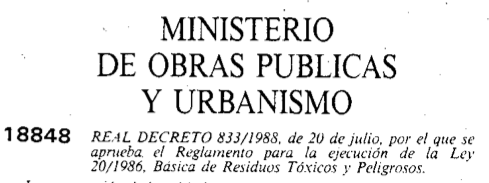 MINISTERIO
DE OBRAS PUBLICAS
Y URBANISMO
18848 REAL DECRETO 833/1988, de 20 de julio, por el que se
aprueba el Reglamento para la ejecución de la Ley
20/1986, Básica de Residuos Tóxicos y Peligrosos.